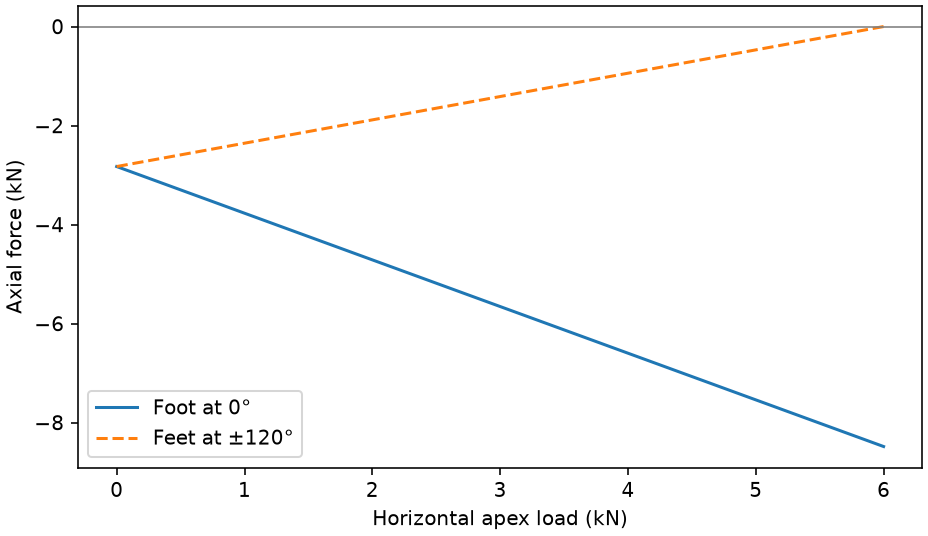 Axial force (kN)
0
−2
−4
−6
−8
Foot at 0°
Feet at ±120°
0 1 2 3 4 5 6
Horizontal apex load (kN)